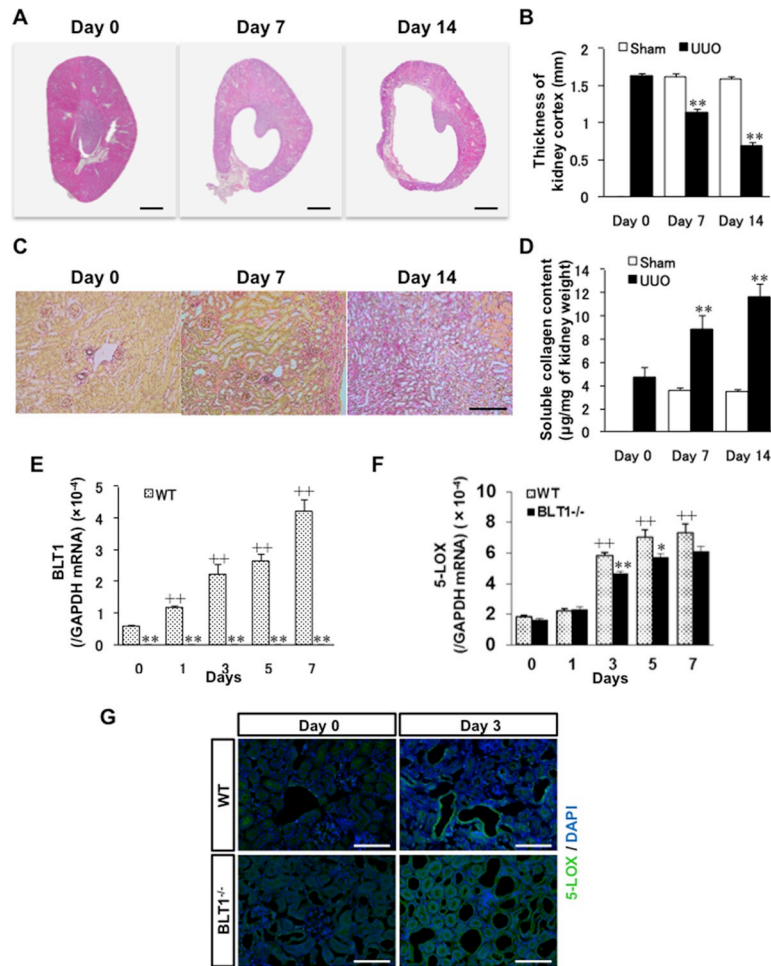 A
Day 0 Day 7 Day 14
B
Sham UUO
Thickness of kidney cortex (mm)
2
1.5
1
0.5
0
**
**
Day 0 Day 7 Day 14
C
Day 0 Day 7 Day 14
D
Sham
UUO
Soluble collagen content
(µg/mg of kidney weight)
14
12
10
8
6
4
2
0
**
**
Day 0 Day 7 Day 14
E
WT
BLT1
(/GAPDH mRNA) (×10⁻⁴)
5
4
3
2
1
0
++ ++ ++ ++
** ** ** ** **
0 1 3 5 7
Days
F
WT
BLT1-/-
5-LOX
(/GAPDH mRNA) (×10⁻⁴)
10
8
6
4
2
0
++ ++ ++
** *
0 1 3 5 7
Days
G
Day 0 Day 3
WT
BLT1-/-
5-LOX / DAPI